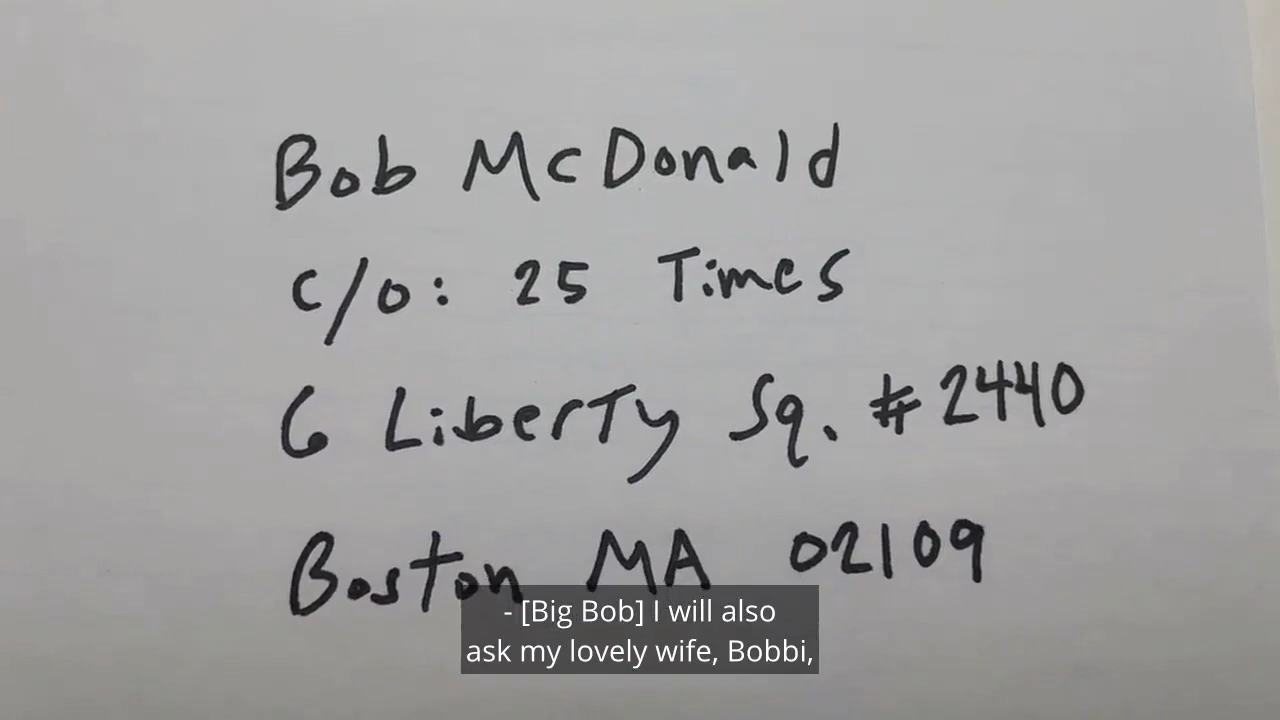 Bob McDonald
c/o: 25 Times
6 Liberty Sq. #2440
Boston MA 02109
- [Big Bob] I will also
ask my lovely wife, Bobbi,